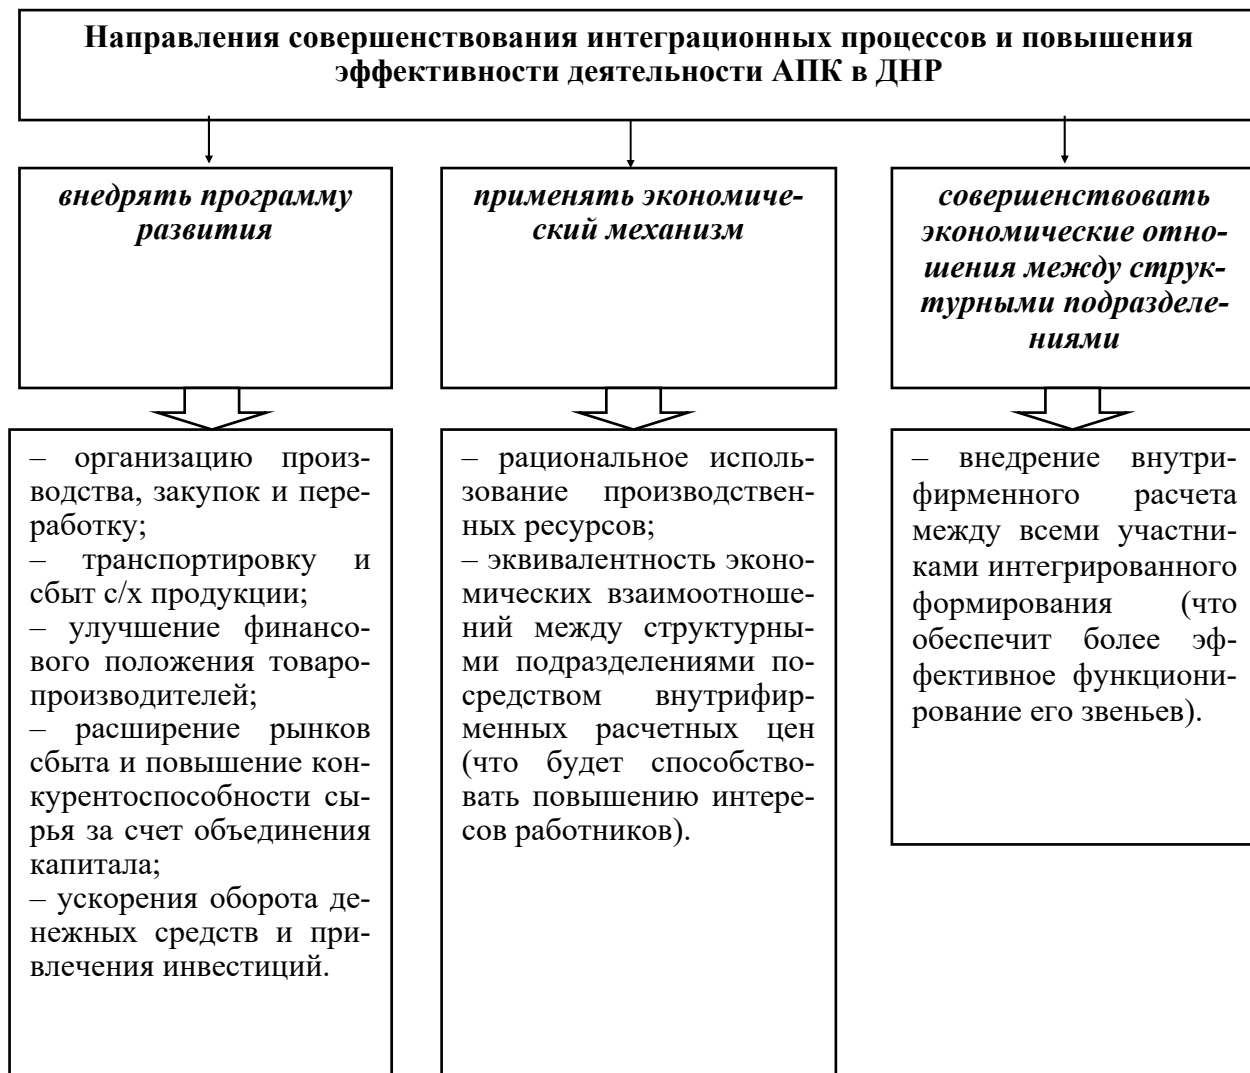 Направления совершенствования интеграционных процессов и повышения
эффективности деятельности АПК в ДНР
внедрять программу
развития
применять экономиче-
ский механизм
совершенствовать
экономические отно-
шения между струк-
турными подразделе-
ниями
– организацию произ-
водства, закупок и пере-
работку;
– транспортировку и
сбыт с/х продукции;
– улучшение финансо-
вого положения товаро-
производителей;
– расширение рынков
сбыта и повышение кон-
курентоспособности сы-
рья за счет объединения
капитала;
– ускорения оборота де-
нежных средств и при-
влечения инвестиций.
– рациональное исполь-
зование производствен-
ных ресурсов;
– эквивалентность эконо-
мических взаимоотноше-
ний между структурны-
ми подразделениями по-
средством внутрифир-
менных расчетных цен
(что будет способство-
вать повышению интере-
сов работников).
– внедрение внутри-
фирменного расчета
между всеми участни-
ками интегрированного
формирования (что
обеспечит более эф-
фективное функциони-
рование его звеньев).